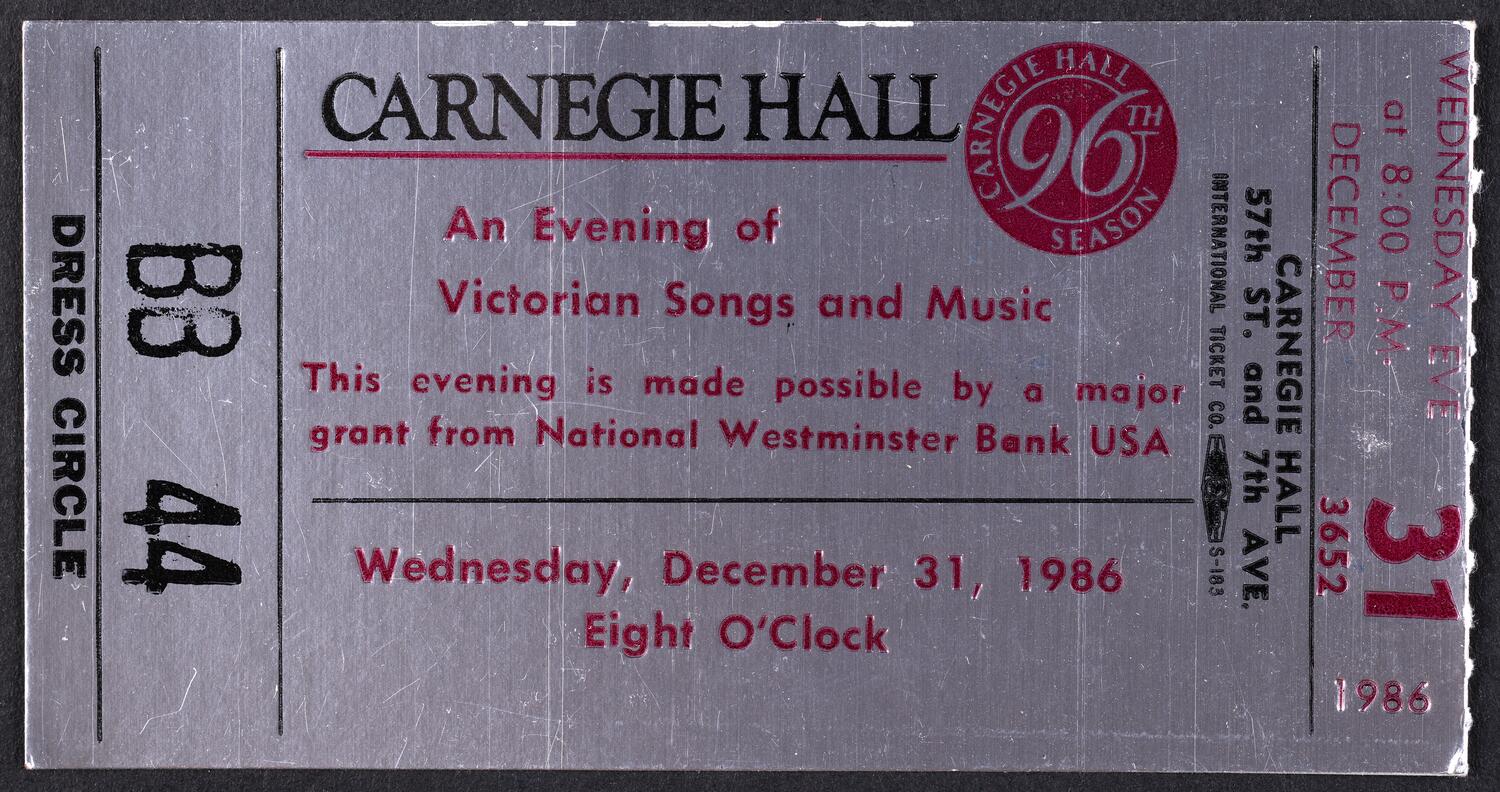 DRESS CIRCLE
BB 44
CARNEGIE HALL
CARNEGIE HALL
96TH
SEASON
An Evening of
Victorian Songs and Music
This evening is made possible by a major
grant from National Westminster Bank USA
Wednesday, December 31, 1986
Eight O'Clock
CARNEGIE HALL
57th ST. and 7th AVE.
INTERNATIONAL TICKET CO. S-183
WEDNESDAY EVE
at 8:00 P.M.
DECEMBER
31
3652
1986